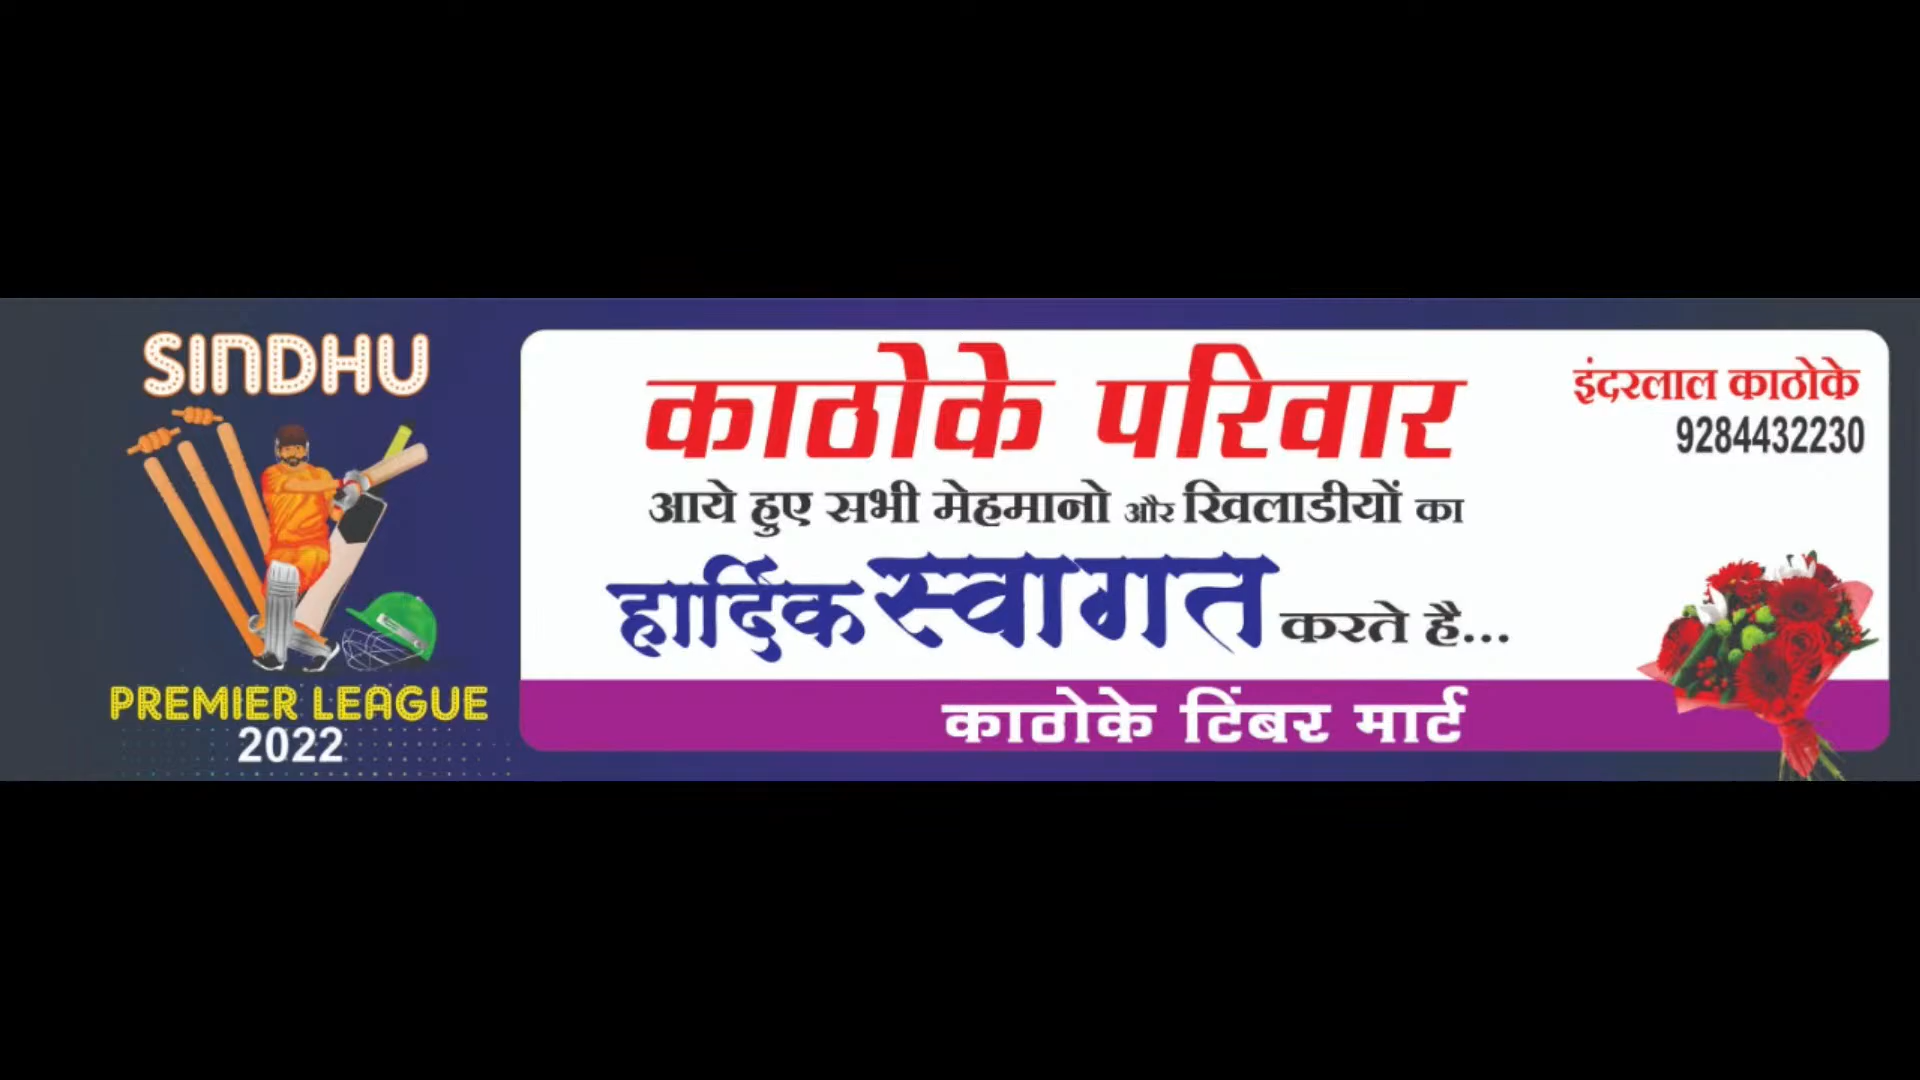 SINDHU
PREMIER LEAGUE
2022
काठोके परिवार
आये हुए सभी मेहमानो और खिलाडीयों का
हार्दिक स्वागत करते है...
काठोके टिंबर मार्ट
इंदरलाल काठोके
9284432230